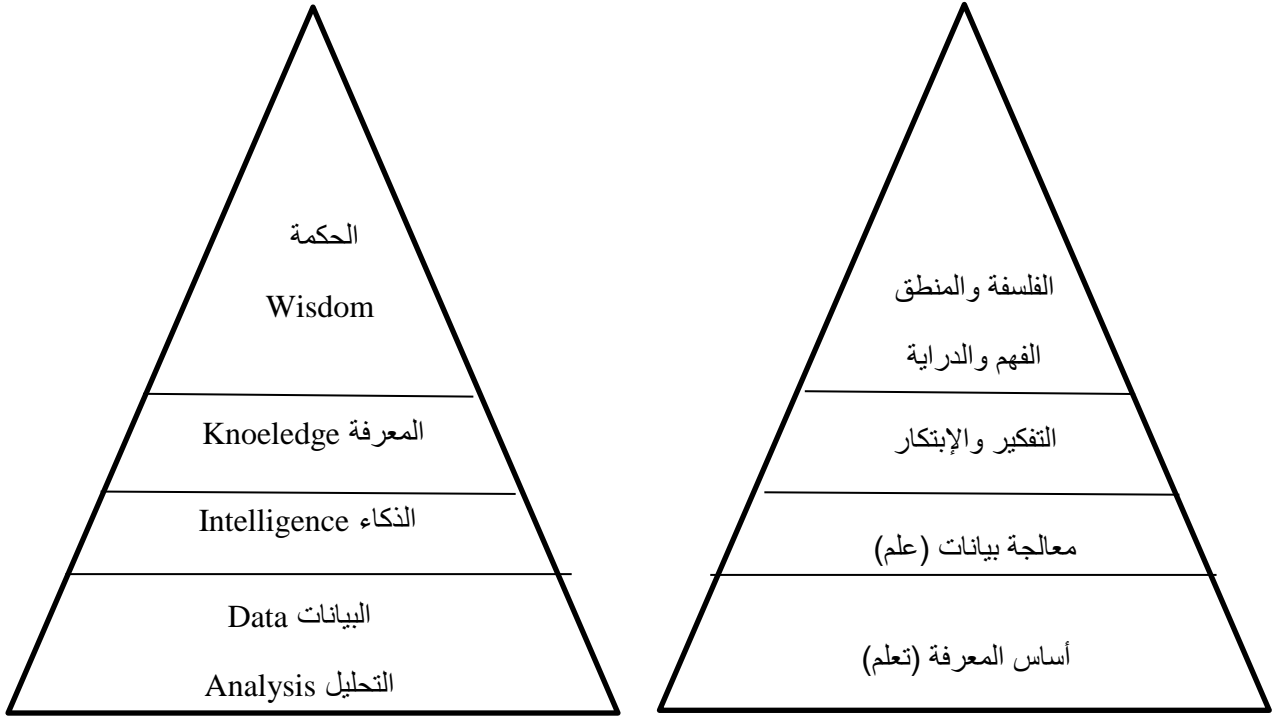 الحكمة
Wisdom
المعرفة Knoeledge
الذكاء Intelligence
البيانات Data
التحليل Analysis
الفلسفة والمنطق
الفهم والدراية
التفكير والإبتكار
معالجة بيانات (علم)
أساس المعرفة (تعلم)